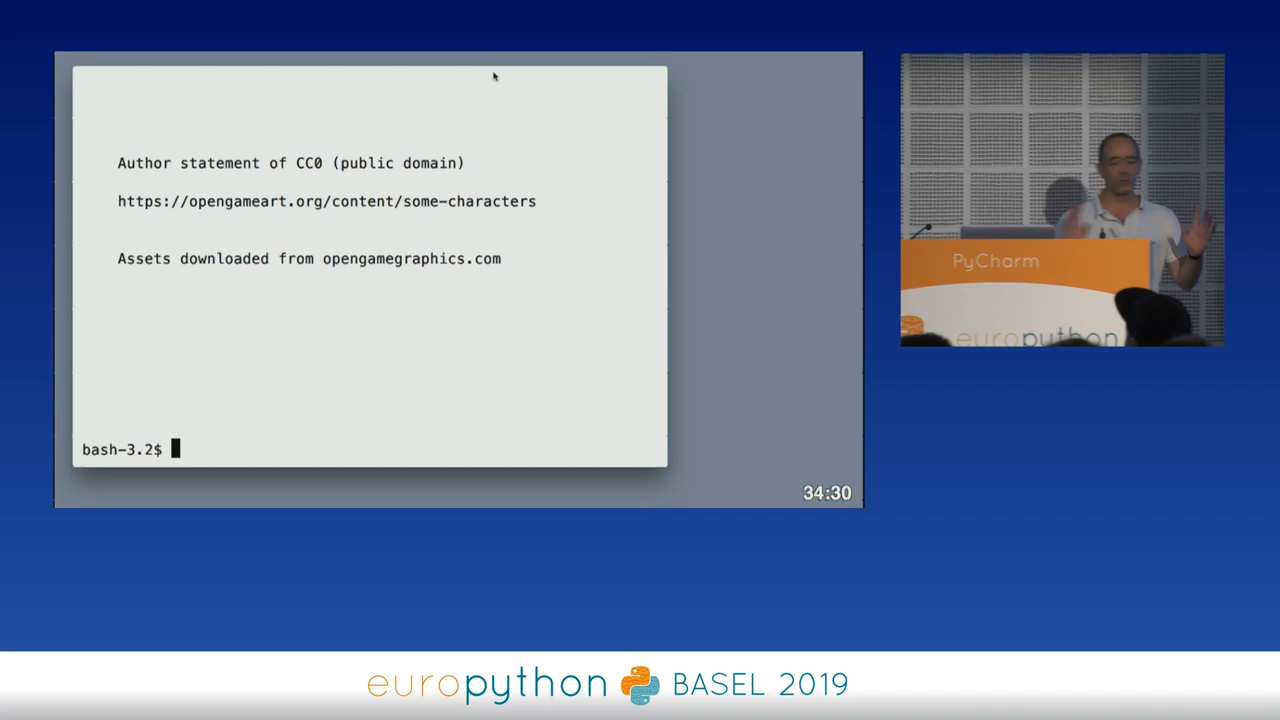 Author statement of CC0 (public domain)
https://opengameart.org/content/some-characters
Assets downloaded from opengamegraphics.com
bash-3.2$
34:30
PyCharm
europython
europython BASEL 2019